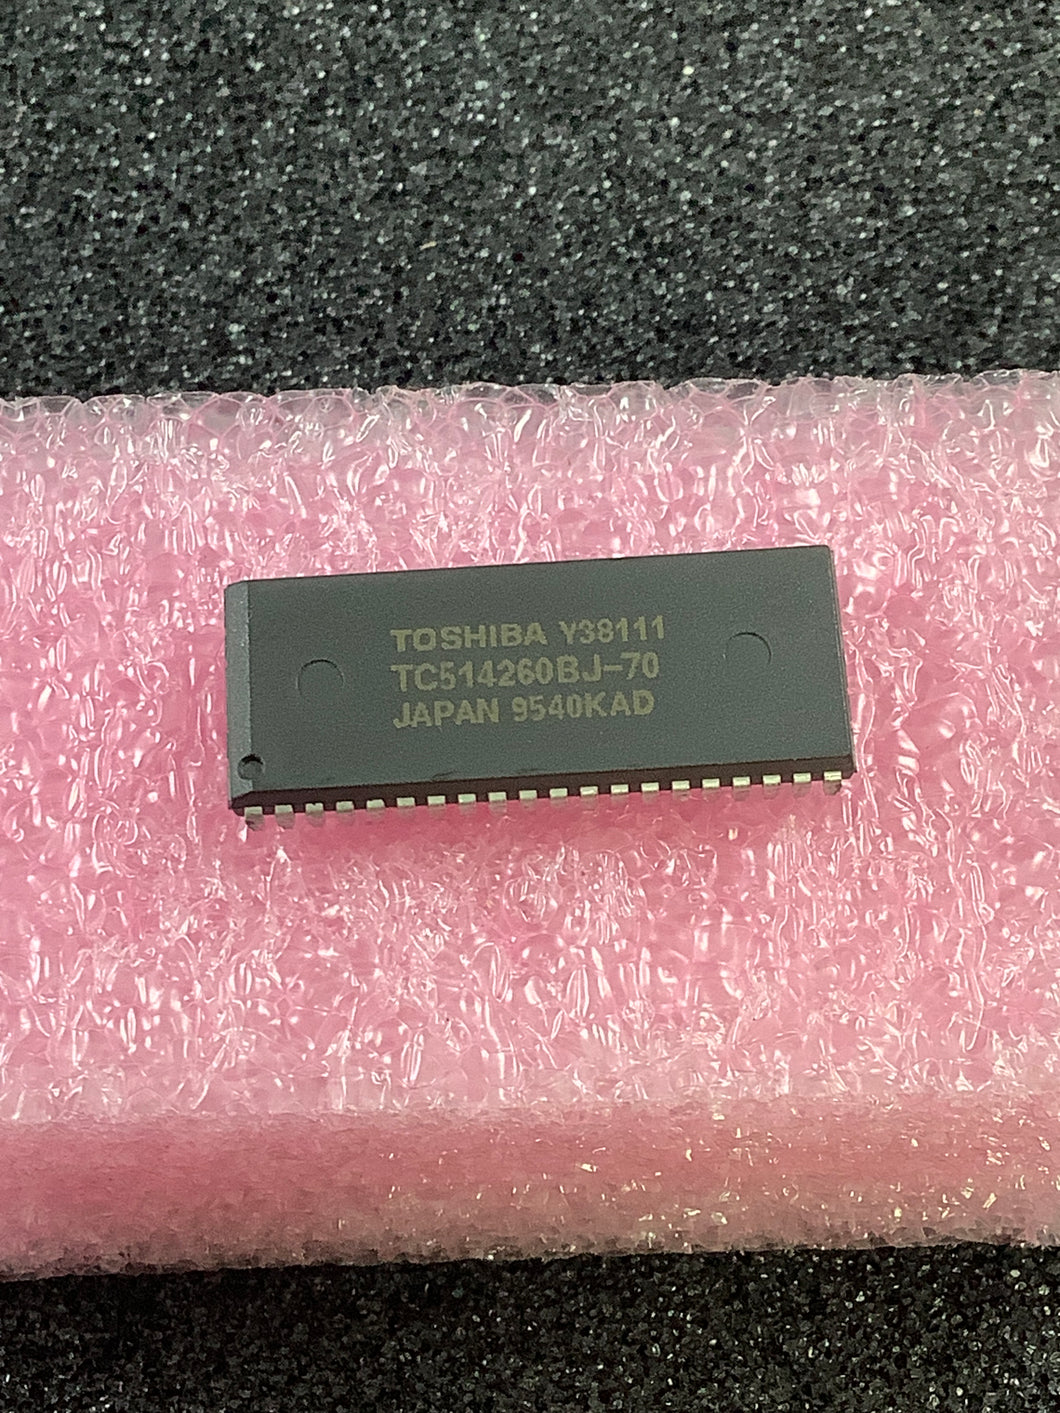 TOSHIBA Y38111
TC514260BJ-70
JAPAN 9540KAD